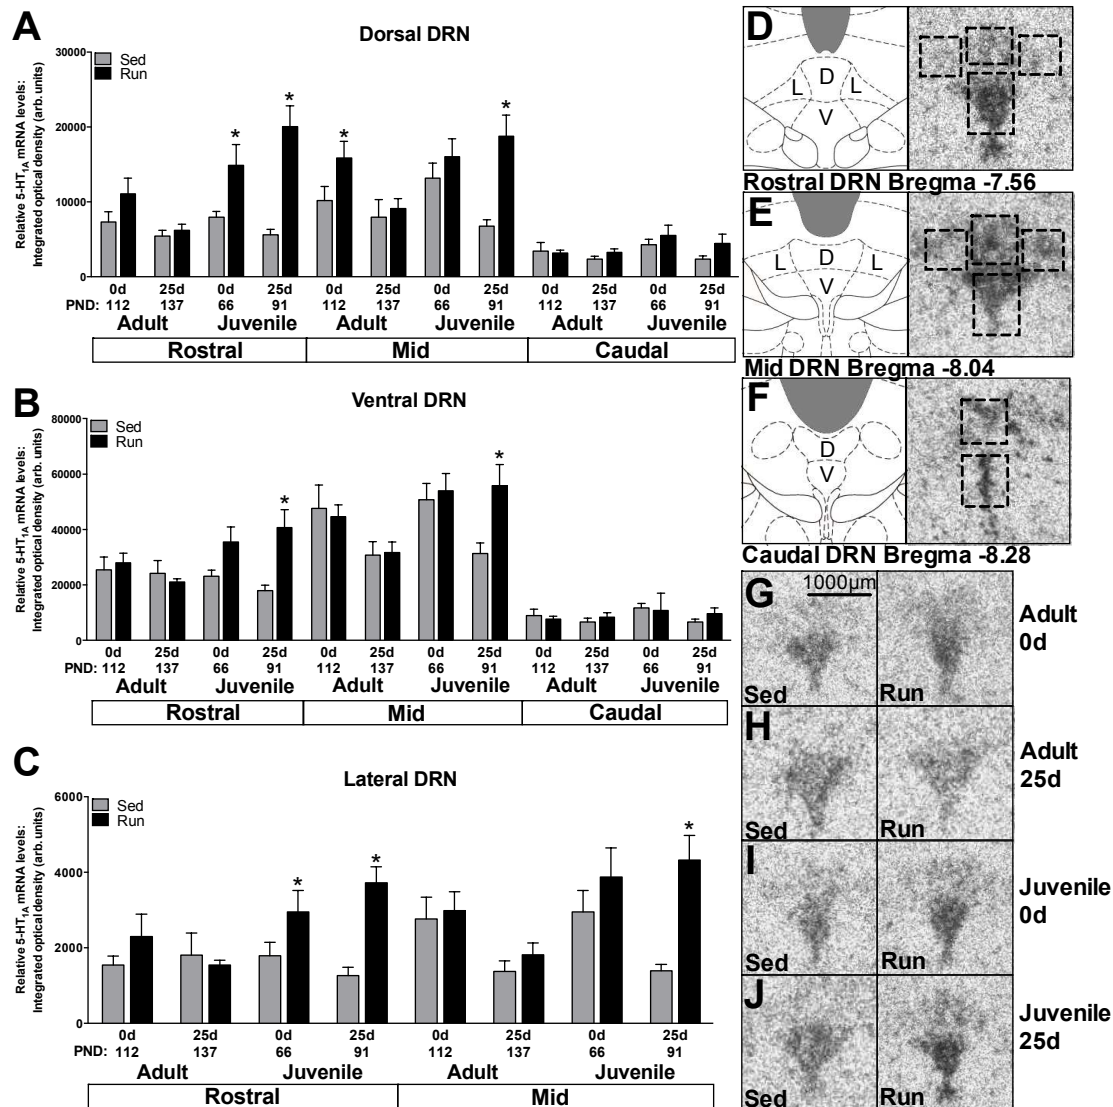 A
Dorsal DRN
Relative 5-HT1A mRNA levels:
Integrated optical density (arb. units)
30000
20000
10000
0
Sed
Run
* * * *
0d 25d 0d 25d 0d 25d 0d 25d 0d 25d 0d 25d
PND: 112 137 66 91 112 137 66 91 112 137 66 91
Adult Juvenile Adult Juvenile Adult Juvenile
Rostral Mid Caudal
B
Ventral DRN
Relative 5-HT1A mRNA levels:
Integrated optical density (arb. units)
80000
60000
40000
20000
0
Sed
Run
* *
0d 25d 0d 25d 0d 25d 0d 25d 0d 25d 0d 25d
PND: 112 137 66 91 112 137 66 91 112 137 66 91
Adult Juvenile Adult Juvenile Adult Juvenile
Rostral Mid Caudal
C
Lateral DRN
Relative 5-HT1A mRNA levels:
Integrated optical density (arb. units)
6000
4000
2000
0
Sed
Run
* * *
0d 25d 0d 25d 0d 25d 0d 25d
PND: 112 137 66 91 112 137 66 91
Adult Juvenile Adult Juvenile
Rostral Mid
D
D
L L
V
Rostral DRN Bregma -7.56
E
L D L
V
Mid DRN Bregma -8.04
F
D
V
Caudal DRN Bregma -8.28
G
1000μm
Sed Run
Adult
0d
H
Sed Run
Adult
25d
I
Sed Run
Juvenile
0d
J
Sed Run
Juvenile
25d